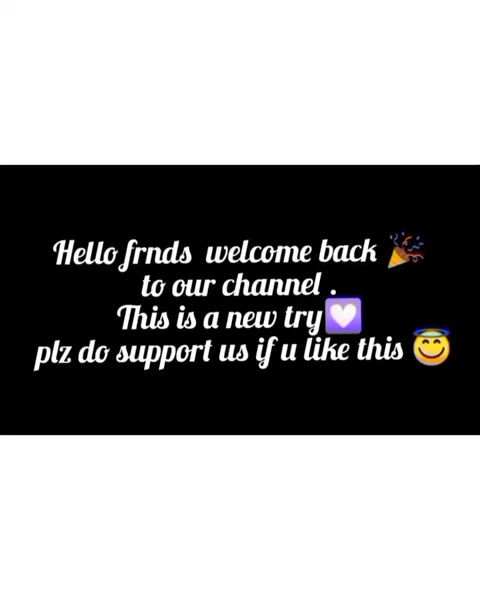 Hello frnds welcome back 🎉
to our channel .
This is a new try 💟
plz do support us if u like this 😇